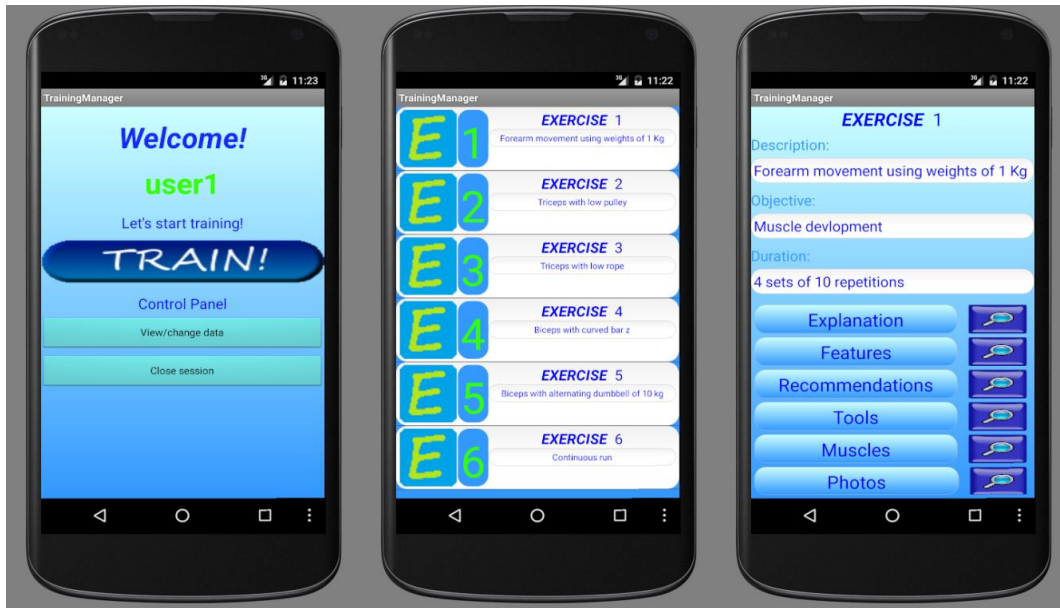 3G 11:23
TrainingManager
Welcome!
user1
Let's start training!
TRAIN!
Control Panel
View/change data
Close session
3G 11:22
TrainingManager
E 1
EXERCISE 1
Forearm movement using weights of 1 Kg
E 2
EXERCISE 2
Triceps with low pulley
E 3
EXERCISE 3
Triceps with low rope
E 4
EXERCISE 4
Biceps with curved bar z
E 5
EXERCISE 5
Biceps with alternating dumbbell of 10 kg
E 6
EXERCISE 6
Continuous run
3G 11:22
TrainingManager
EXERCISE 1
Description:
Forearm movement using weights of 1 Kg
Objective:
Muscle devlopment
Duration:
4 sets of 10 repetitions
Explanation
Features
Recommendations
Tools
Muscles
Photos